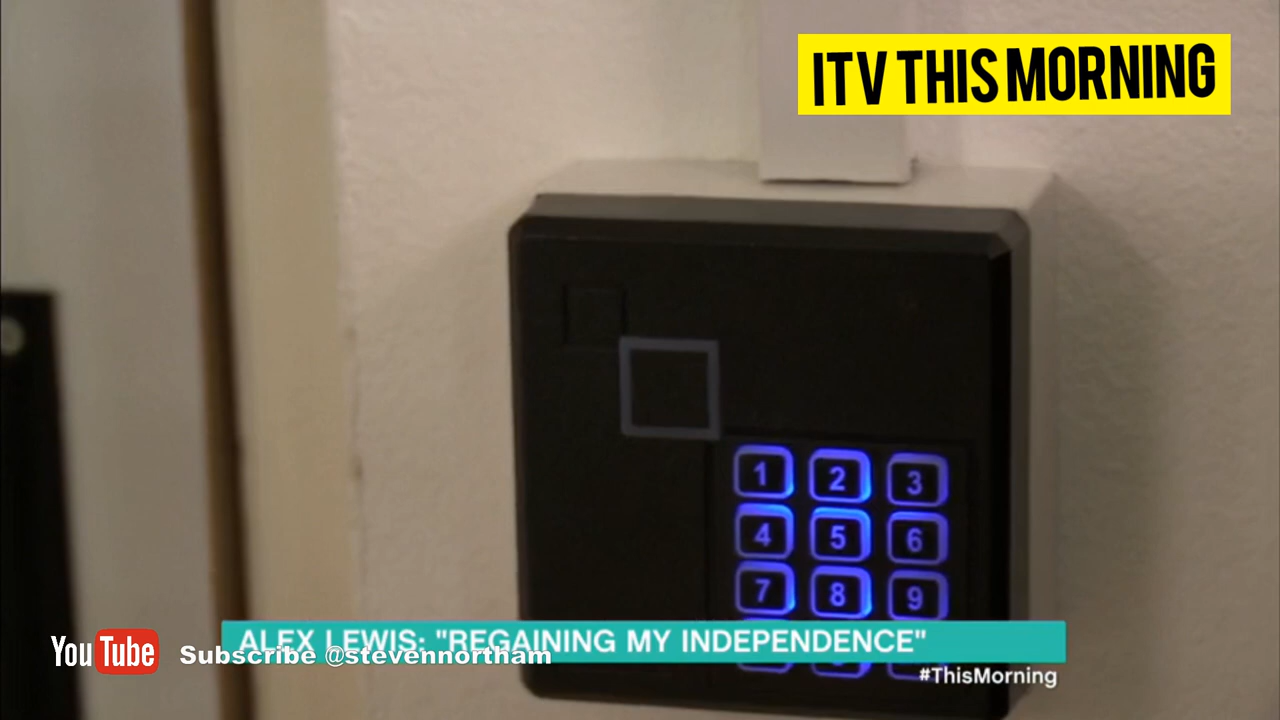 ITV THIS MORNING
1 2 3
4 5 6
7 8 9
ALEX LEWIS: "REGAINING MY INDEPENDENCE"
YouTube Subscribe @stevennortham
#ThisMorning